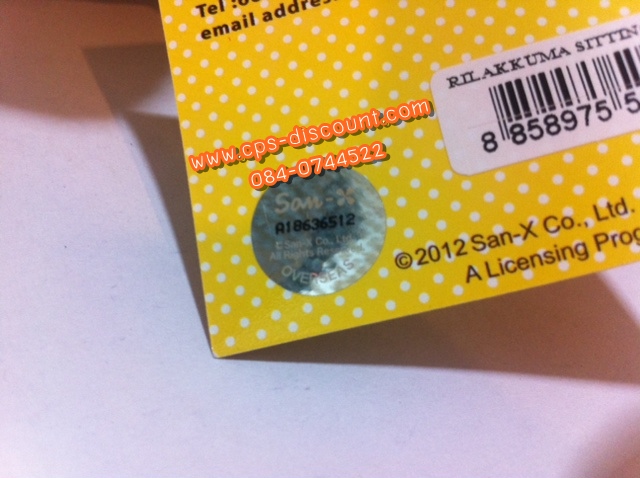 Tel :
email address
RILAKKUMA SITTIN
8 858975 5
www.cps-discount.com
084-0744522
San-X
A18636512
© San-X Co., Ltd.
All Rights Re
OVERSEAS
©2012 San-X Co., Ltd.
A Licensing Prog